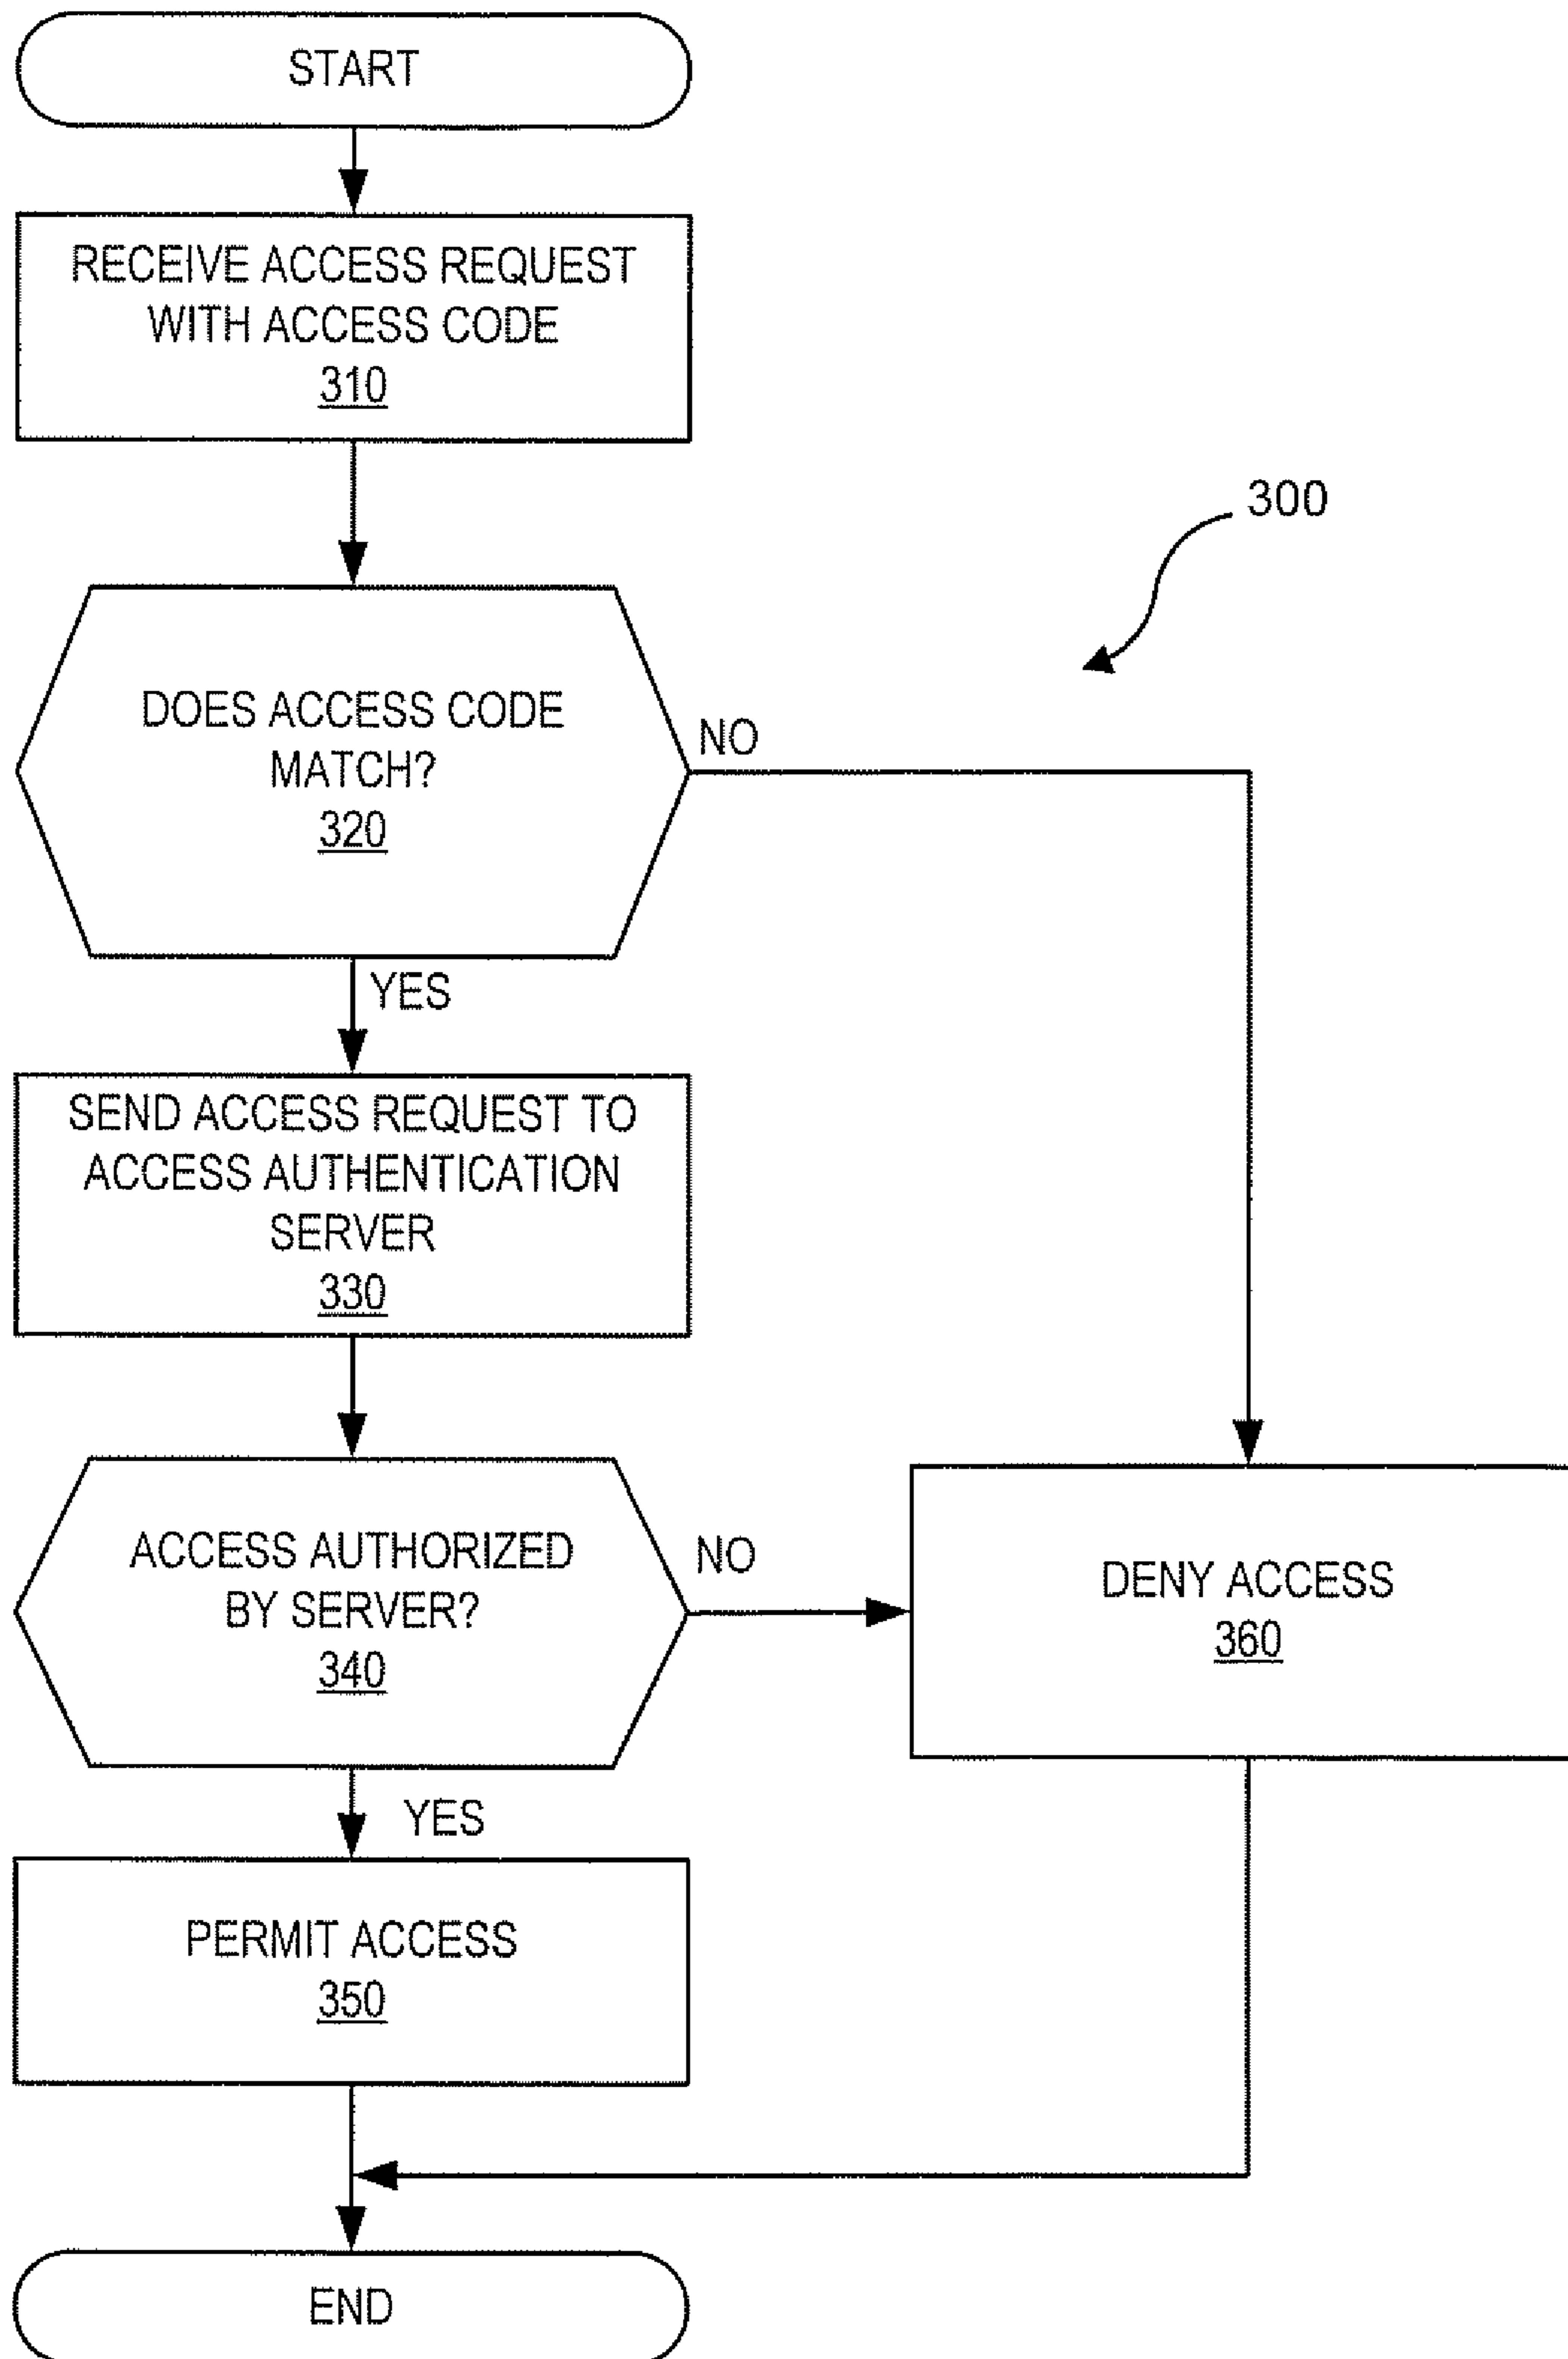 START
RECEIVE ACCESS REQUEST
WITH ACCESS CODE
310
300
DOES ACCESS CODE
MATCH?
320
NO
YES
SEND ACCESS REQUEST TO
ACCESS AUTHENTICATION
SERVER
330
ACCESS AUTHORIZED
BY SERVER?
340
NO
DENY ACCESS
360
YES
PERMIT ACCESS
350
END